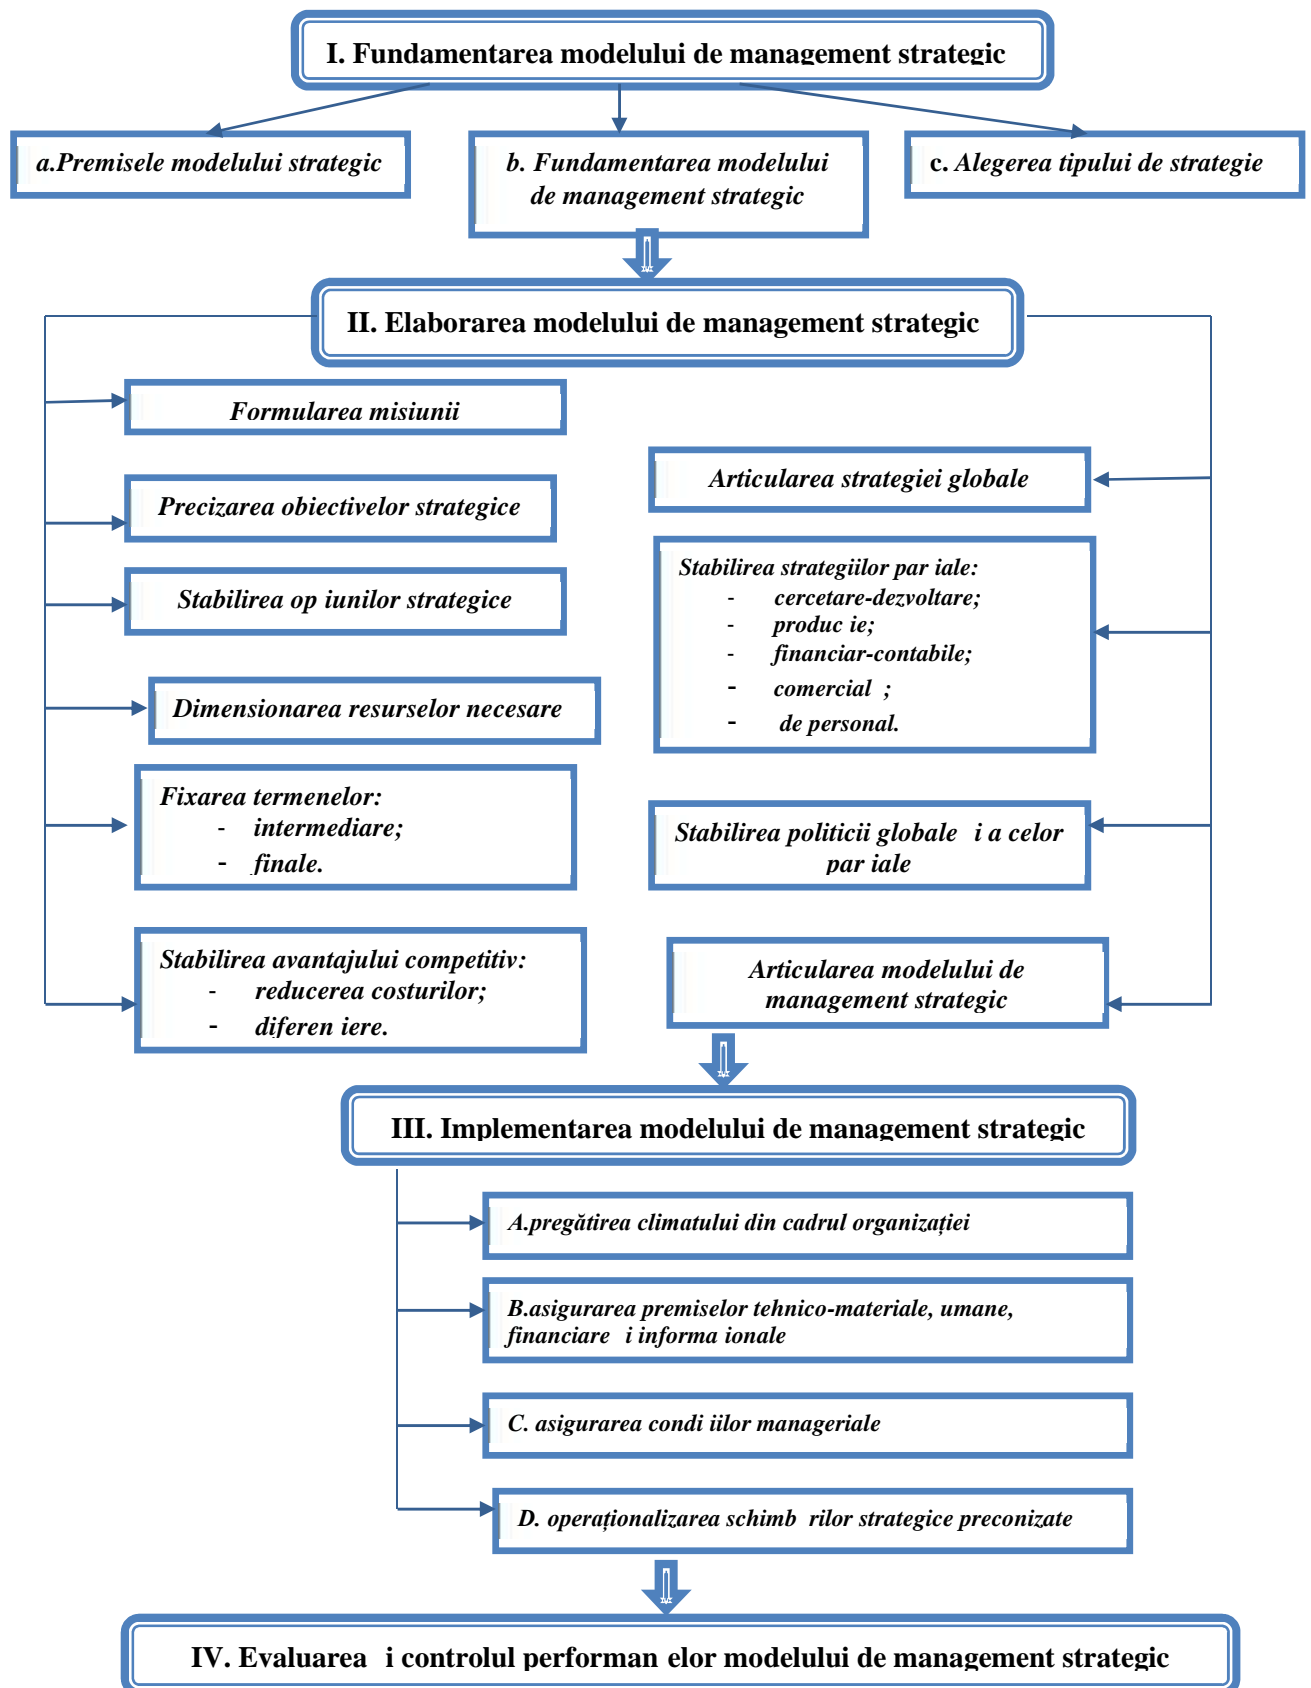 I. Fundamentarea modelului de management strategic
a.Premisele modelului strategic
b. Fundamentarea modelului
de management strategic
c. Alegerea tipului de strategie
II. Elaborarea modelului de management strategic
Formularea misiunii
Precizarea obiectivelor strategice
Stabilirea op iunilor strategice
Dimensionarea resurselor necesare
Fixarea termenelor:
- intermediare;
- finale.
Stabilirea avantajului competitiv:
- reducerea costurilor;
- diferen iere.
Articularea strategiei globale
Stabilirea strategiilor par iale:
- cercetare-dezvoltare;
- produc ie;
- financiar-contabile;
- comercial ;
- de personal.
Stabilirea politicii globale i a celor
par iale
Articularea modelului de
management strategic
III. Implementarea modelului de management strategic
A.pregătirea climatului din cadrul organizației
B.asigurarea premiselor tehnico-materiale, umane,
financiare i informa ionale
C. asigurarea condi iilor manageriale
D. operaționalizarea schimb rilor strategice preconizate
IV. Evaluarea i controlul performan elor modelului de management strategic